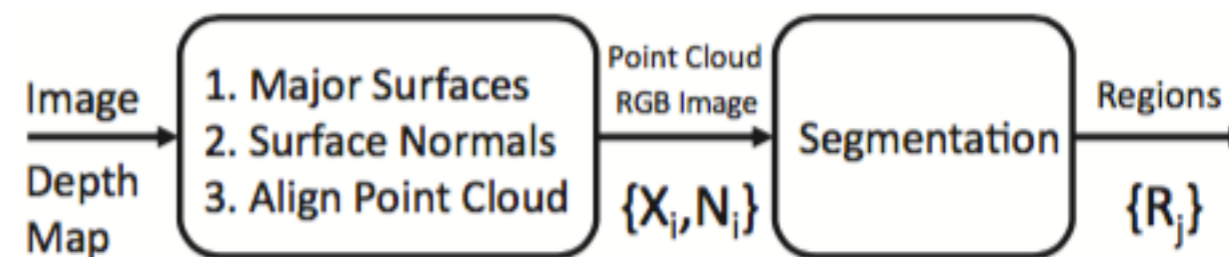 Image
Depth
Map
1. Major Surfaces
2. Surface Normals
3. Align Point Cloud
Point Cloud
RGB Image
{Xi,Ni}
Segmentation
Regions
{Rj}